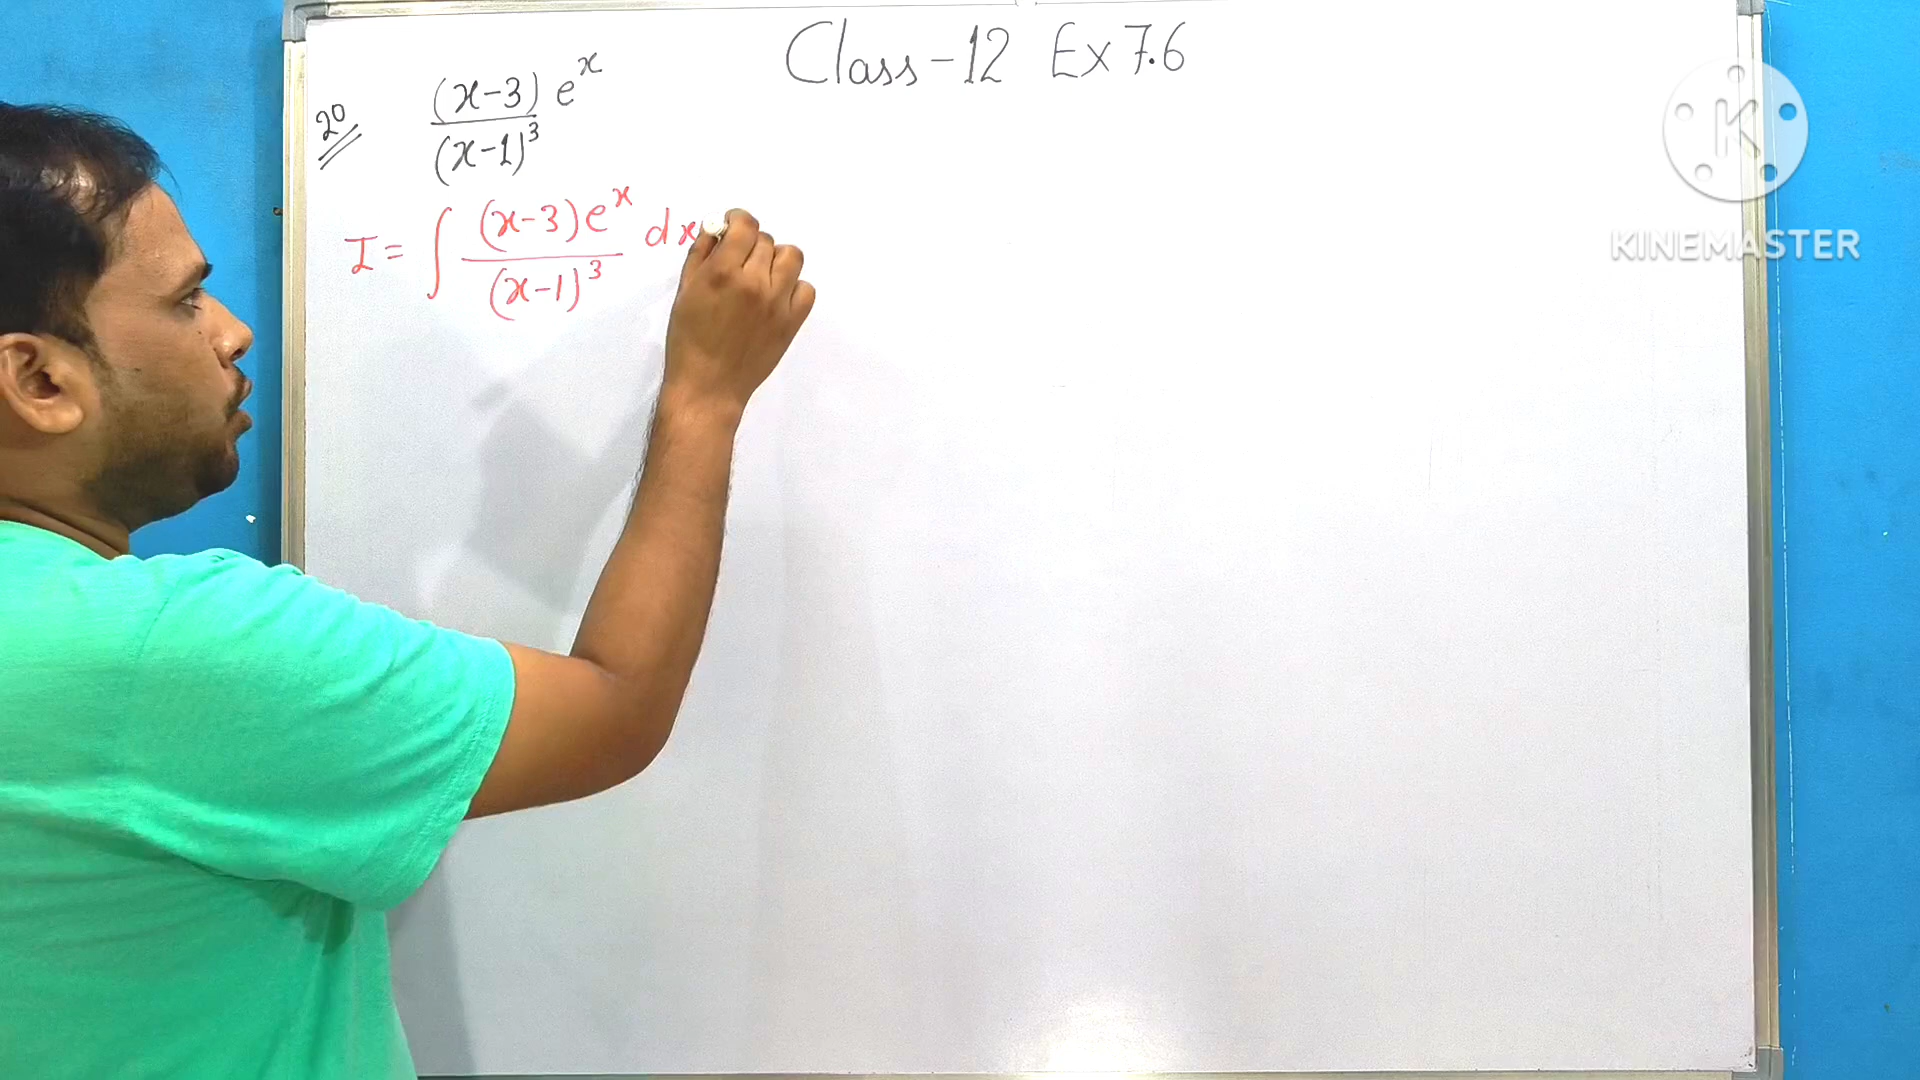 Class-12 Ex 7.6
20 (x-3) e^x / (x-1)^3
I = ∫ (x-3)e^x / (x-1)^3 dx
K
KINEMASTER